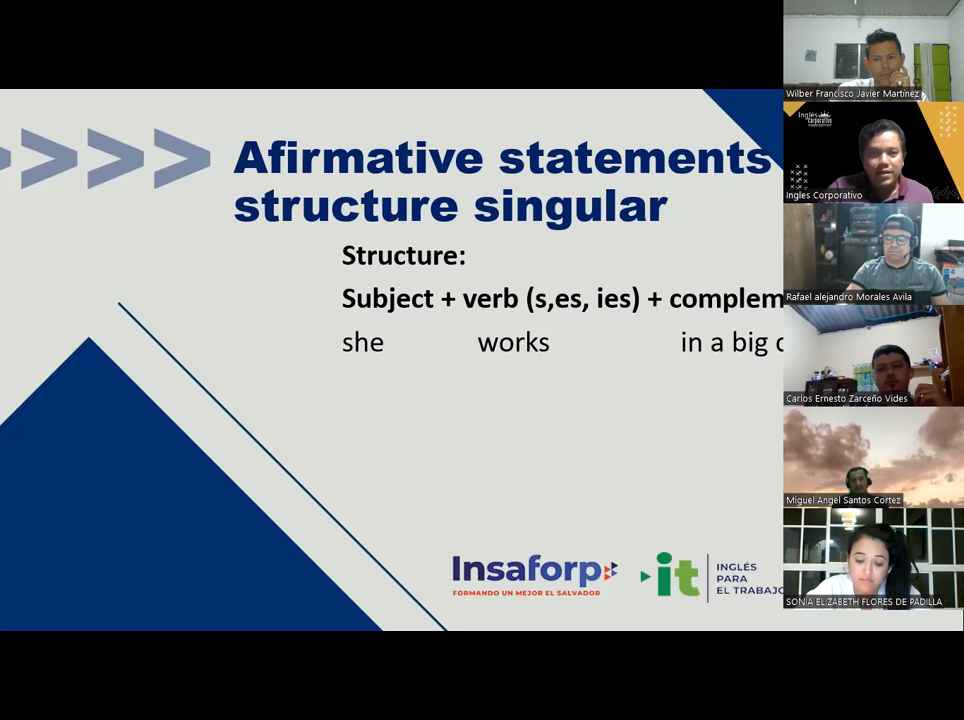 >>>>
Afirmative statements
structure singular
Structure:
Subject + verb (s,es, ies) + complem
she works in a big c
Insaforp
FORMANDO UN MEJOR EL SALVADOR
it
INGLÉS
PARA
EL TRABAJO
Wilber Francisco Javier Martinez
Inglés
corporativo
Ingles Corporativo
Rafael alejandro Morales Avila
Carlos Ernesto Zarceño Vides
Miguel Angel Santos Cortez
SONIA ELIZABETH FLORES DE PADILLA